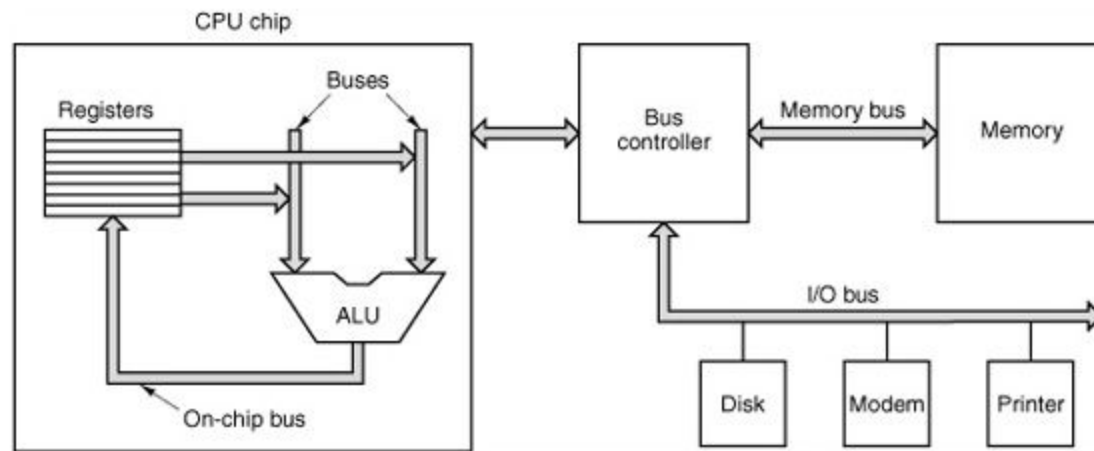 CPU chip
Buses
Registers
ALU
On-chip bus
Bus
controller
Memory bus
Memory
I/O bus
Disk
Modem
Printer